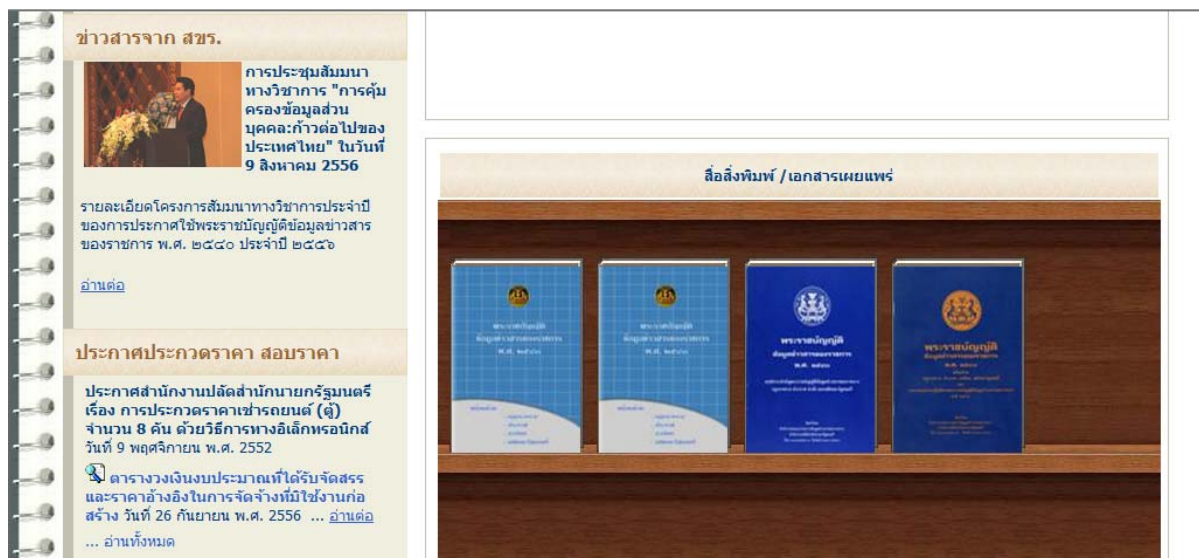 ข่าวสารจาก สขร.
การประชุมสัมมนา
ทางวิชาการ "การคุ้ม
ครองข้อมูลส่วน
บุคคล:ก้าวต่อไปของ
ประเทศไทย" ในวันที่
9 สิงหาคม 2556
รายละเอียดโครงการสัมมนาทางวิชาการประจำปี
ของการประกาศใช้พระราชบัญญัติข้อมูลข่าวสาร
ของราชการ พ.ศ. ๒๕๔๐ ประจำปี ๒๕๕๖
อ่านต่อ
ประกาศประกวดราคา สอบราคา
ประกาศสำนักงานปลัดสำนักนายกรัฐมนตรี
เรื่อง การประกวดราคาเช่ารถยนต์ (ตู้)
จำนวน 8 คัน ด้วยวิธีการทางอิเล็กทรอนิกส์
วันที่ 9 พฤศจิกายน พ.ศ. 2552
ตารางวงเงินงบประมาณที่ได้รับจัดสรร
และราคาอ้างอิงในการจัดจ้างที่มิใช่งานก่อ
สร้าง วันที่ 26 กันยายน พ.ศ. 2556 ... อ่านต่อ
... อ่านทั้งหมด
สื่อสิ่งพิมพ์ /เอกสารเผยแพร่
พระราชบัญญัติ
ข้อมูลข่าวสารของราชการ
พ.ศ. ๒๕๔๐
พระราชบัญญัติ
ข้อมูลข่าวสารของราชการ
พ.ศ. ๒๕๔๐
พระราชบัญญัติ
ข้อมูลข่าวสารของราชการ
พ.ศ. ๒๕๔๐
พระราชบัญญัติ
ข้อมูลข่าวสารของราชการ
พ.ศ. ๒๕๔๐